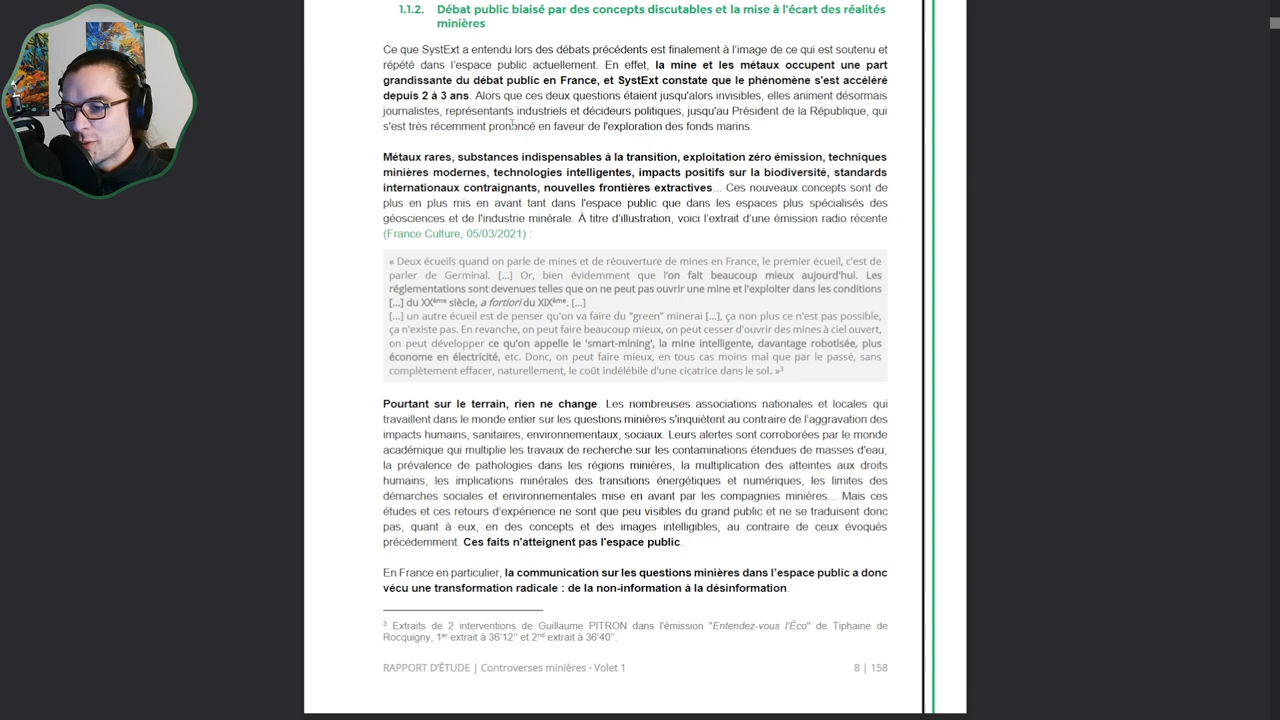 1.1.2. Débat public biaisé par des concepts discutables et la mise à l'écart des réalités
minières
Ce que SystExt a entendu lors des débats précédents est finalement à l'image de ce qui est soutenu et
répété dans l'espace public actuellement. En effet, la mine et les métaux occupent une part
grandissante du débat public en France, et SystExt constate que le phénomène s'est accéléré
depuis 2 à 3 ans. Alors que ces deux questions étaient jusqu'alors invisibles, elles animent désormais
journalistes, représentants industriels et décideurs politiques, jusqu'au Président de la République, qui
s'est très récemment prononcé en faveur de l'exploration des fonds marins.
Métaux rares, substances indispensables à la transition, exploitation zéro émission, techniques
minières modernes, technologies intelligentes, impacts positifs sur la biodiversité, standards
internationaux contraignants, nouvelles frontières extractives... Ces nouveaux concepts sont de
plus en plus mis en avant tant dans l'espace public que dans les espaces plus spécialisés des
géosciences et de l'industrie minérale. À titre d'illustration, voici l'extrait d'une émission radio récente
(France Culture, 05/03/2021) :
« Deux écueils quand on parle de mines et de réouverture de mines en France, le premier écueil, c'est de
parler de Germinal. [...] Or, bien évidemment que l'on fait beaucoup mieux aujourd'hui. Les
réglementations sont devenues telles que on ne peut pas ouvrir une mine et l'exploiter dans les conditions
[...] du XXème siècle, a fortiori du XIXème. [...]
[...] un autre écueil est de penser qu'on va faire du "green" minerai [...], ça non plus ce n'est pas possible,
ça n'existe pas. En revanche, on peut faire beaucoup mieux, on peut cesser d'ouvrir des mines à ciel ouvert,
on peut développer ce qu'on appelle le 'smart-mining', la mine intelligente, davantage robotisée, plus
économe en électricité, etc. Donc, on peut faire mieux, en tous cas moins mal que par le passé, sans
complètement effacer, naturellement, le coût indélébile d'une cicatrice dans le sol. »3
Pourtant sur le terrain, rien ne change. Les nombreuses associations nationales et locales qui
travaillent dans le monde entier sur les questions minières s'inquiètent au contraire de l'aggravation des
impacts humains, sanitaires, environnementaux, sociaux. Leurs alertes sont corroborées par le monde
académique qui multiplie les travaux de recherche sur les contaminations étendues de masses d'eau,
la prévalence de pathologies dans les régions minières, la multiplication des atteintes aux droits
humains, les implications minérales des transitions énergétiques et numériques, les limites des
démarches sociales et environnementales mise en avant par les compagnies minières... Mais ces
études et ces retours d'expérience ne sont que peu visibles du grand public et ne se traduisent donc
pas, quant à eux, en des concepts et des images intelligibles, au contraire de ceux évoqués
précédemment. Ces faits n'atteignent pas l'espace public.
En France en particulier, la communication sur les questions minières dans l'espace public a donc
vécu une transformation radicale : de la non-information à la désinformation.
3 Extraits de 2 interventions de Guillaume PITRON dans l'émission "Entendez-vous l'Éco" de Tiphaine de
Rocquigny, 1er extrait à 36'12" et 2nd extrait à 36'40".
RAPPORT D'ÉTUDE | Controverses minières - Volet 1 8 | 158